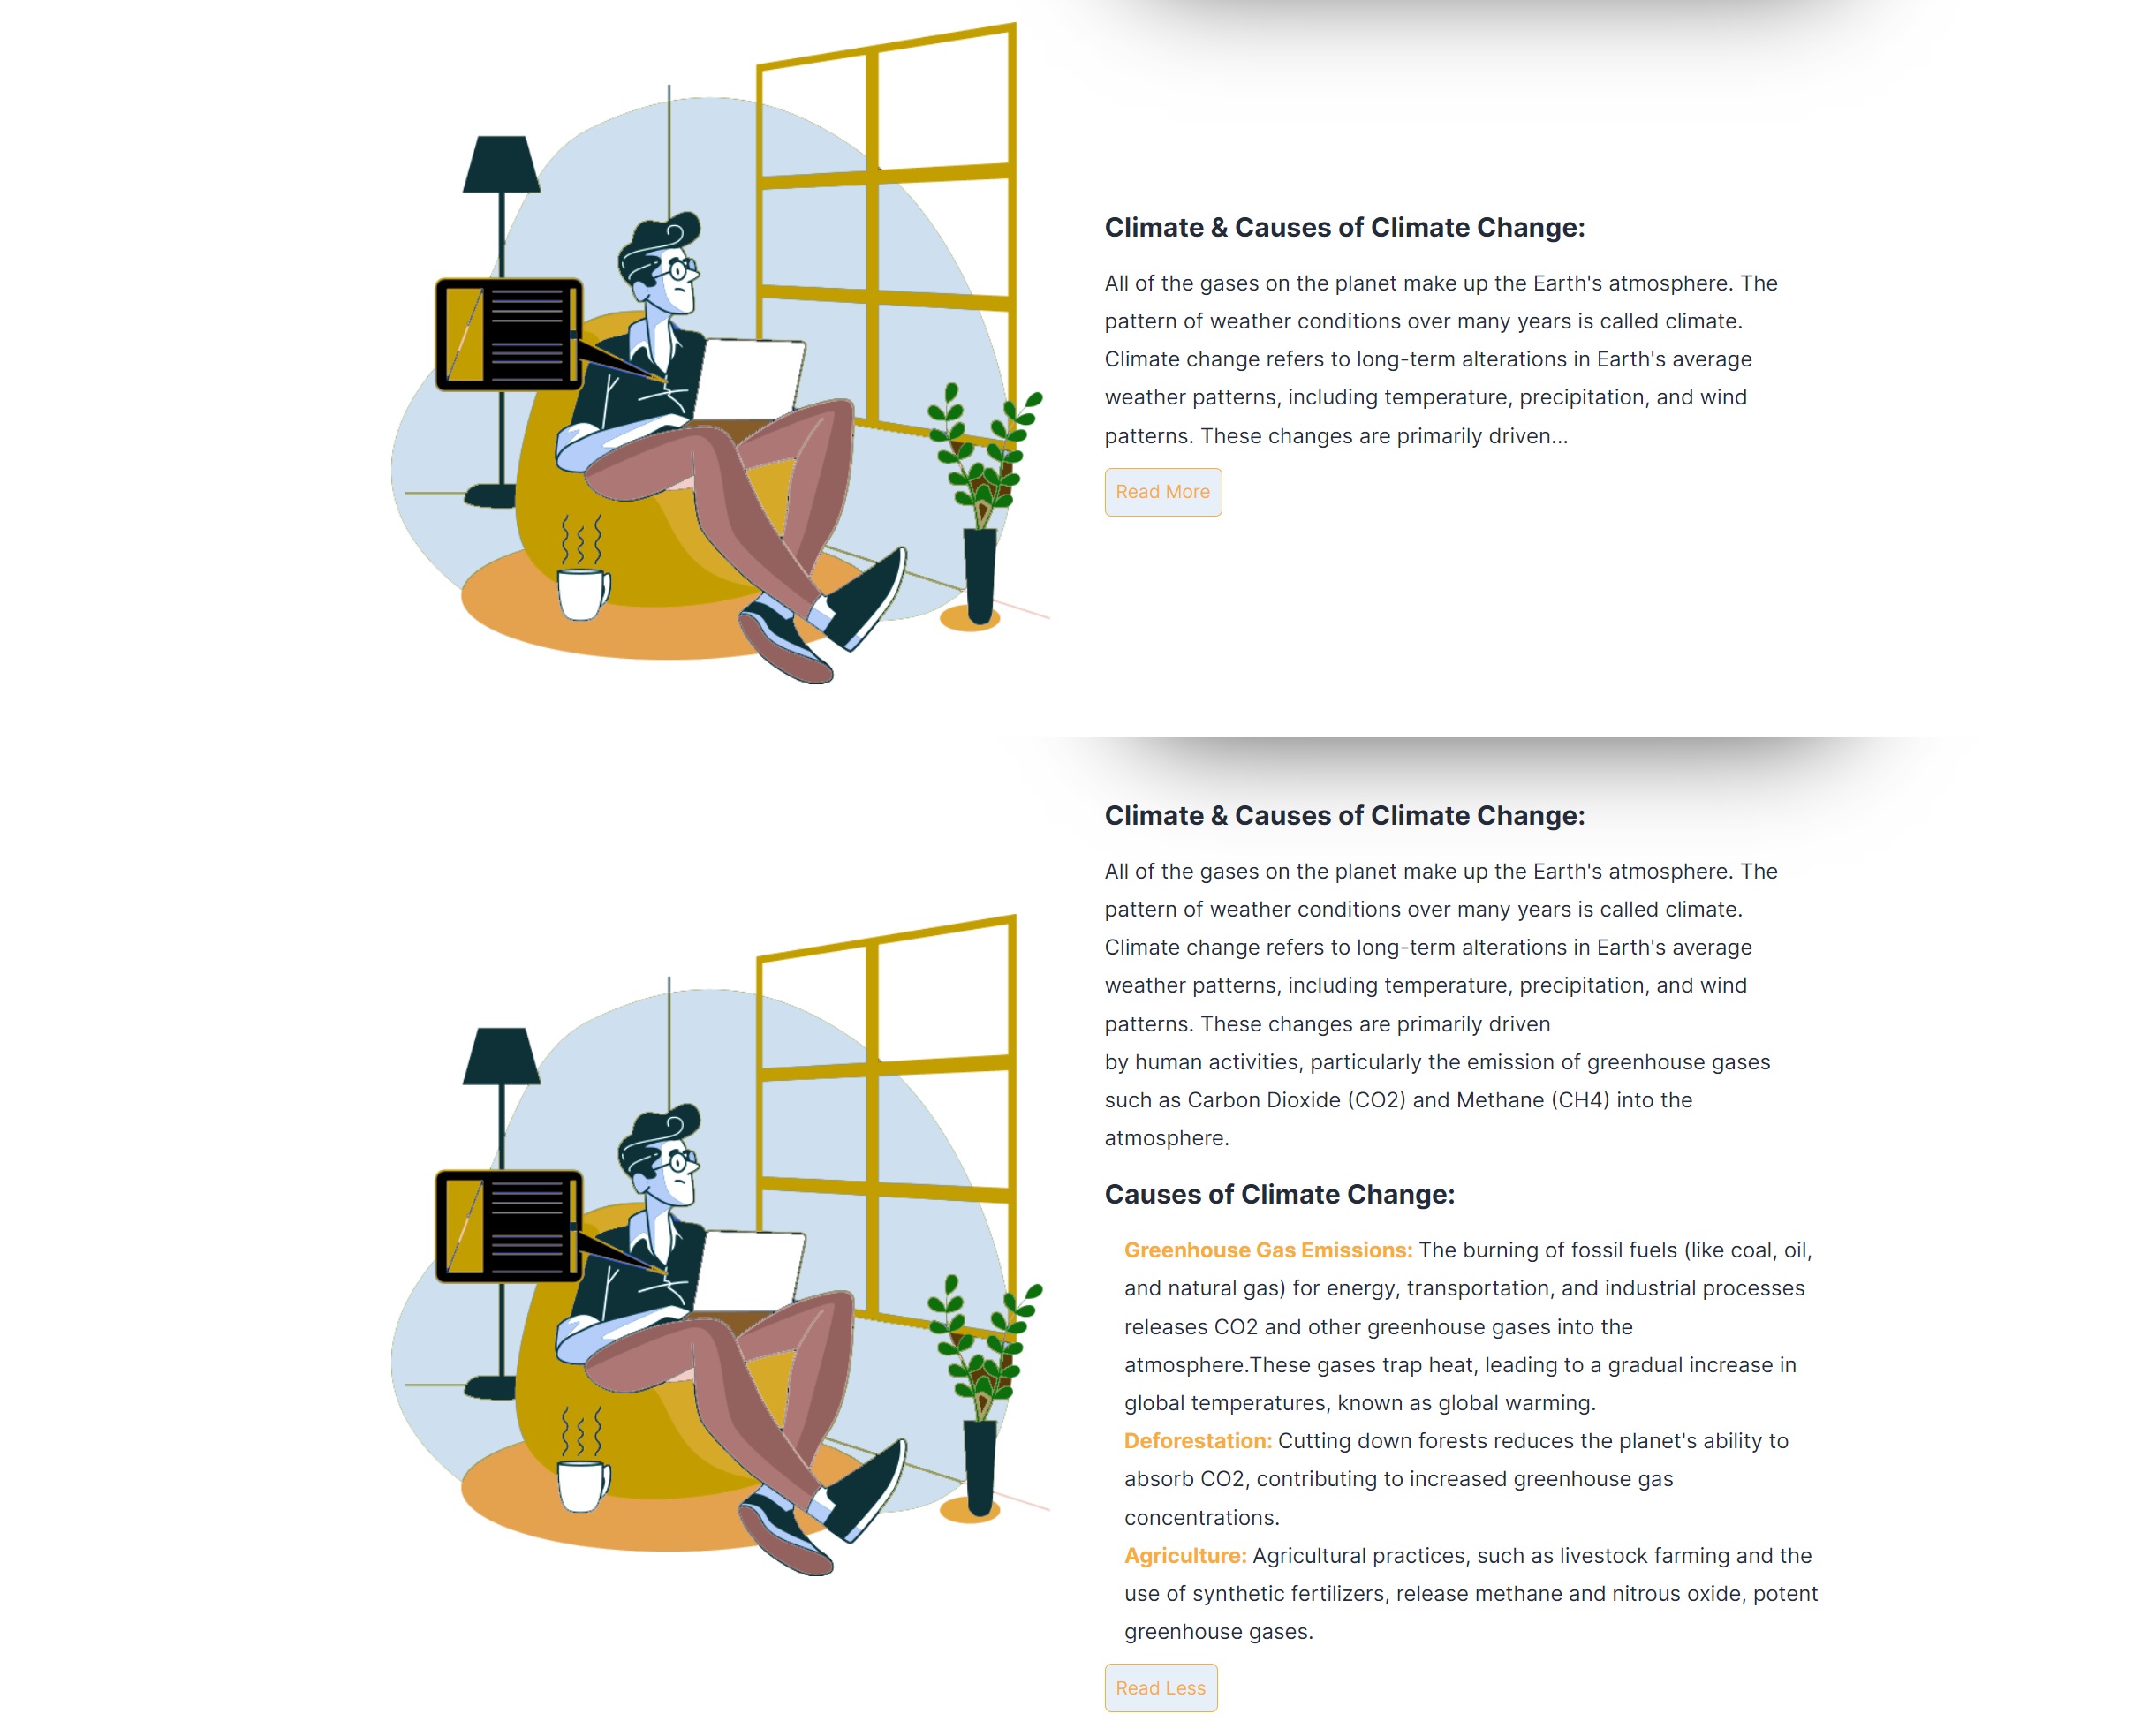 Climate & Causes of Climate Change:
All of the gases on the planet make up the Earth's atmosphere. The
pattern of weather conditions over many years is called climate.
Climate change refers to long-term alterations in Earth's average
weather patterns, including temperature, precipitation, and wind
patterns. These changes are primarily driven...
Read More
Climate & Causes of Climate Change:
All of the gases on the planet make up the Earth's atmosphere. The
pattern of weather conditions over many years is called climate.
Climate change refers to long-term alterations in Earth's average
weather patterns, including temperature, precipitation, and wind
patterns. These changes are primarily driven
by human activities, particularly the emission of greenhouse gases
such as Carbon Dioxide (CO2) and Methane (CH4) into the
atmosphere.
Causes of Climate Change:
Greenhouse Gas Emissions: The burning of fossil fuels (like coal, oil,
and natural gas) for energy, transportation, and industrial processes
releases CO2 and other greenhouse gases into the
atmosphere.These gases trap heat, leading to a gradual increase in
global temperatures, known as global warming.
Deforestation: Cutting down forests reduces the planet's ability to
absorb CO2, contributing to increased greenhouse gas
concentrations.
Agriculture: Agricultural practices, such as livestock farming and the
use of synthetic fertilizers, release methane and nitrous oxide, potent
greenhouse gases.
Read Less